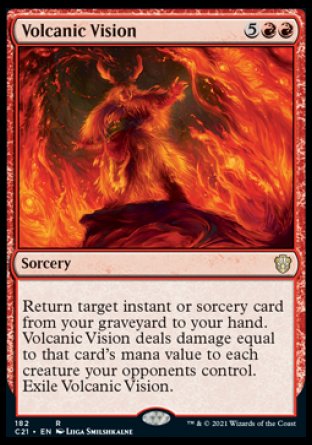 Volcanic Vision 5
Sorcery
Return target instant or sorcery card
from your graveyard to your hand.
Volcanic Vision deals damage equal
to that card's mana value to each
creature your opponents control.
Exile Volcanic Vision.
182 R
C21 • EN LIIGA SMILSHKALNE
™ & © 2021 Wizards of the Coast